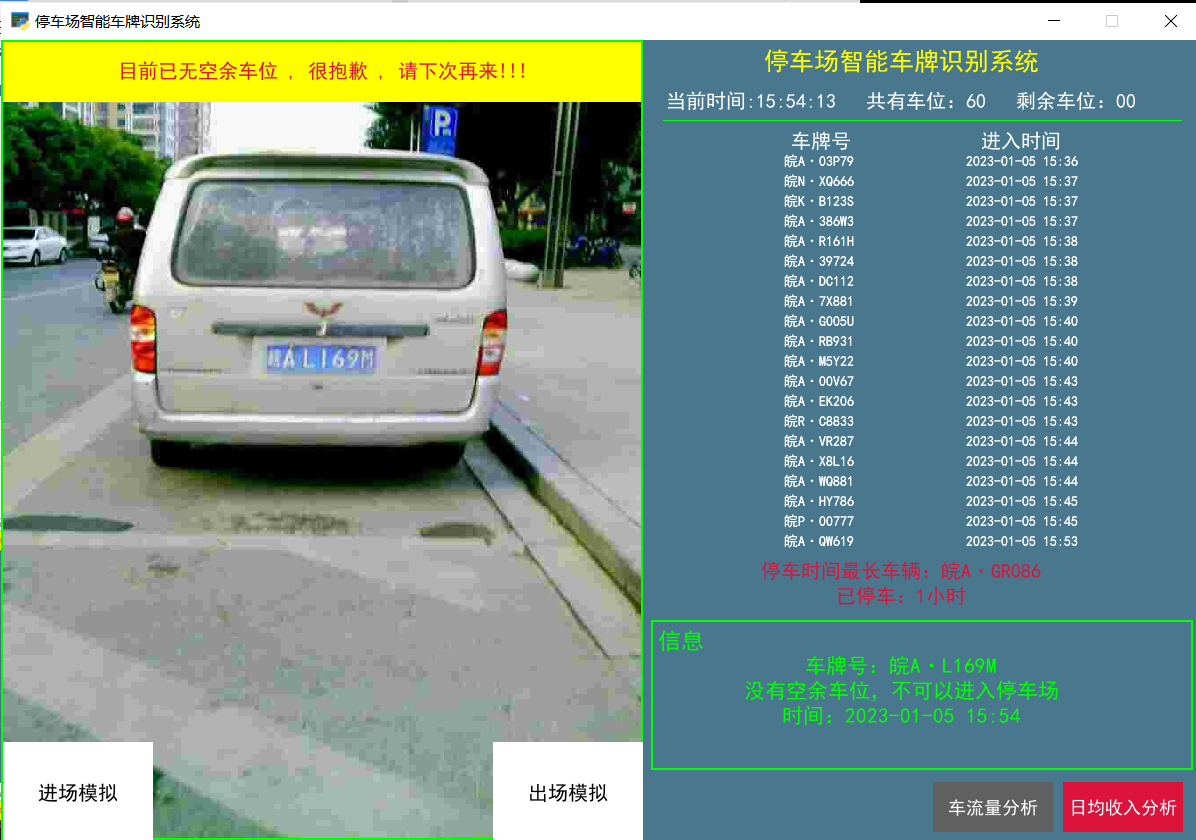 停车场智能车牌识别系统
目前已无空余车位 , 很抱歉 , 请下次再来!!!
P
皖A·L169M
进场模拟
出场模拟
停车场智能车牌识别系统
当前时间:15:54:13 共有车位: 60 剩余车位: 00
车牌号 进入时间
皖A·03P79 2023-01-05 15:36
皖N·XQ666 2023-01-05 15:37
皖K·B123S 2023-01-05 15:37
皖A·386W3 2023-01-05 15:37
皖A·R161H 2023-01-05 15:38
皖A·39724 2023-01-05 15:38
皖A·DC112 2023-01-05 15:38
皖A·7X881 2023-01-05 15:39
皖A·G005U 2023-01-05 15:40
皖A·RB931 2023-01-05 15:40
皖A·M5Y22 2023-01-05 15:40
皖A·00V67 2023-01-05 15:43
皖A·EK206 2023-01-05 15:43
皖R·C8833 2023-01-05 15:43
皖A·VR287 2023-01-05 15:44
皖A·X8L16 2023-01-05 15:44
皖A·WQ881 2023-01-05 15:44
皖A·HY786 2023-01-05 15:45
皖P·00777 2023-01-05 15:45
皖A·QW619 2023-01-05 15:53
停车时间最长车辆: 皖A·GR086
已停车: 1小时
信息
车牌号: 皖A·L169M
没有空余车位, 不可以进入停车场
时间: 2023-01-05 15:54
车流量分析
日均收入分析